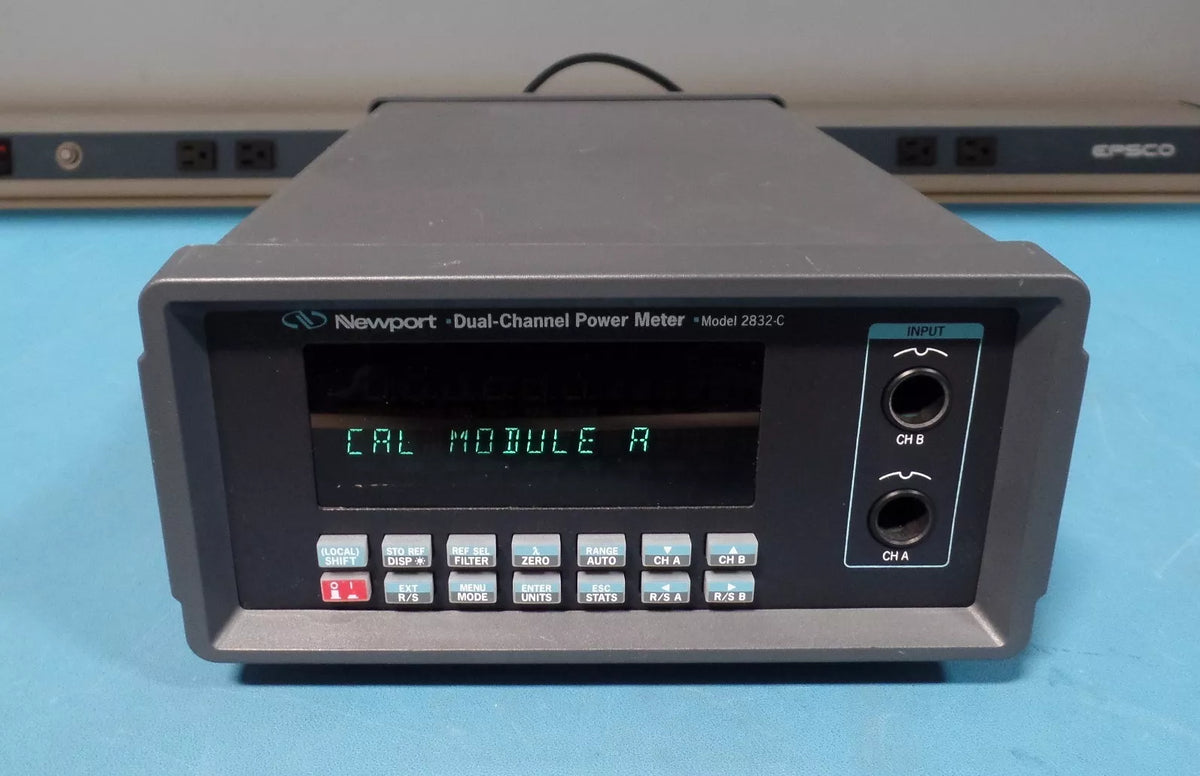 EPSCO
Newport ▪Dual-Channel Power Meter ▪Model 2832-C
INPUT
CH B
CH A
CAL MODULE A
(LOCAL) SHIFT
STO REF DISP ☀
REF SEL FILTER
λ ZERO
RANGE AUTO
▼ CH A
▲ CH B
O I
EXT R/S
MENU MODE
ENTER UNITS
ESC STATS
◀ R/S A
▶ R/S B